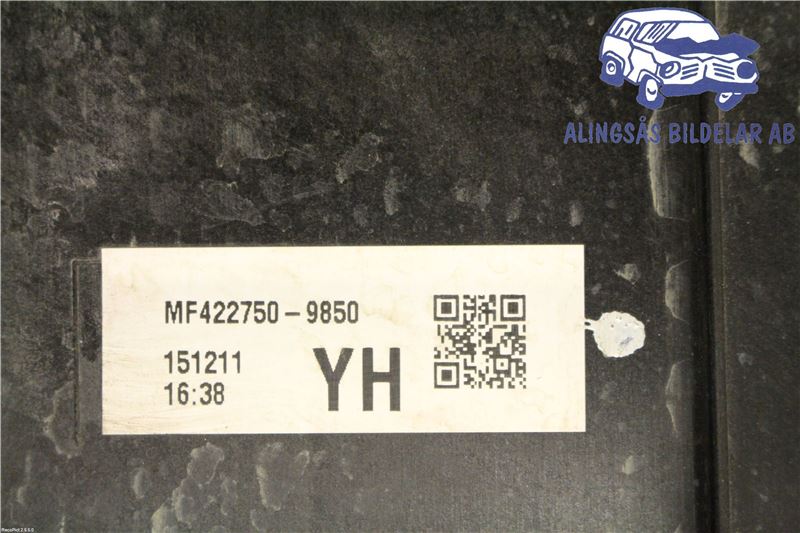 ALINGSÅS BILDELAR AB
MF422750-9850
151211
16:38
YH